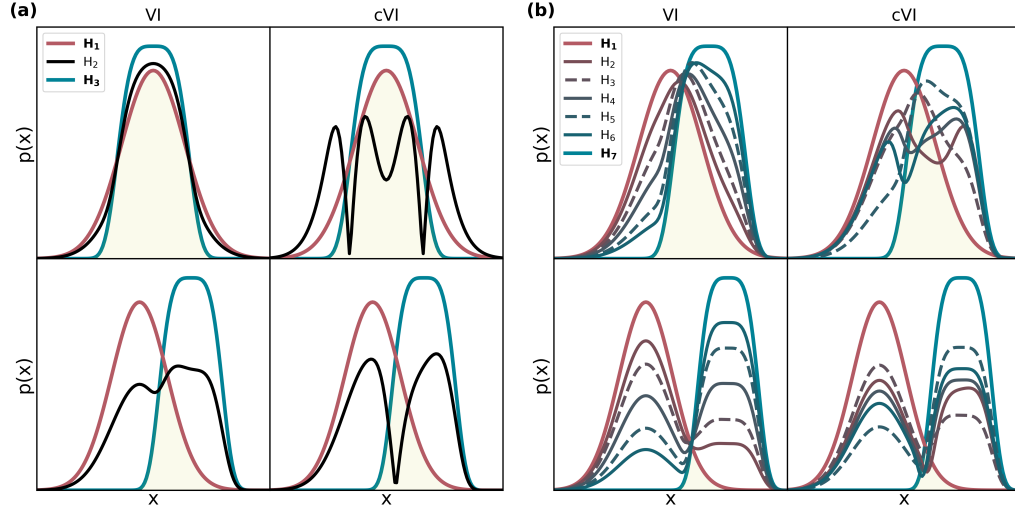 (a)
VI
cVI
H₁
H₂
H₃
p(x)
p(x)
x
x
(b)
VI
cVI
H₁
H₂
H₃
H₄
H₅
H₆
H₇
p(x)
p(x)
x
x